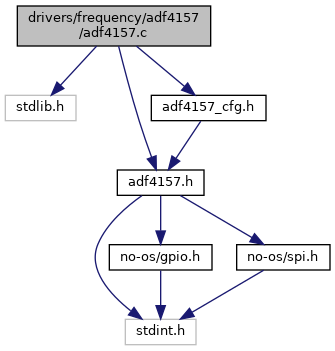 drivers/frequency/adf4157
/adf4157.c
stdlib.h
adf4157_cfg.h
adf4157.h
no-os/gpio.h
no-os/spi.h
stdint.h